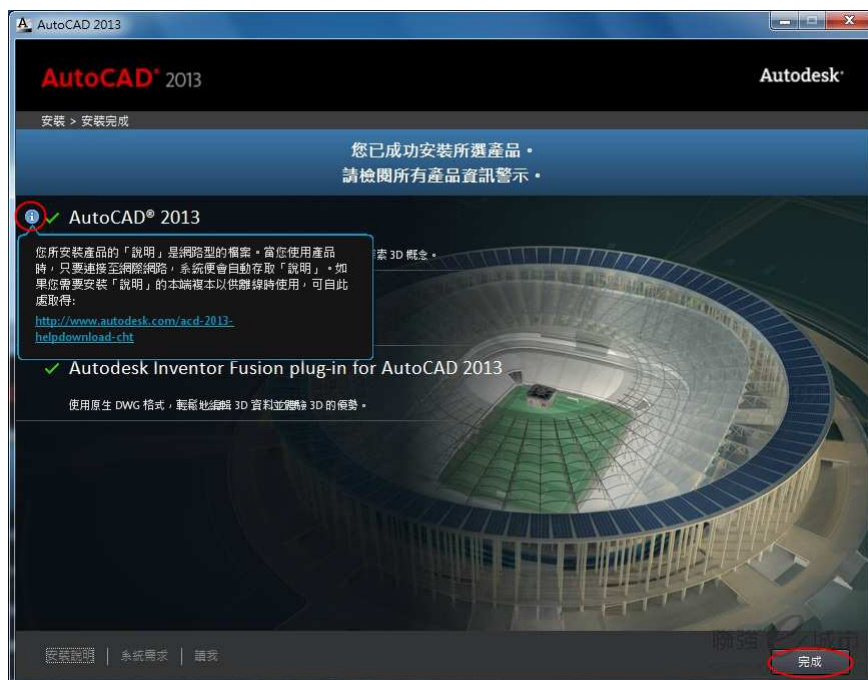 AutoCAD 2013
AutoCAD® 2013
Autodesk®
安裝 > 安裝完成
您已成功安裝所選產品。
請檢閱所有產品資訊警示。
AutoCAD® 2013
您所安裝產品的「說明」是網路型的檔案。當您使用產品
時，只要連接至網際網路，系統便會自動存取「說明」。如
果您需要安裝「說明」的本端複本以供離線時使用，可自此
處取得:
http://www.autodesk.com/acd-2013-
helpdownload-cht
索 3D 概念。
Autodesk Inventor Fusion plug-in for AutoCAD 2013
使用原生 DWG 格式，輕鬆地編輯 3D 資料並體驗 3D 的優勢。
安裝說明 | 系統需求 | 讀我
聯強 e 城市
完成